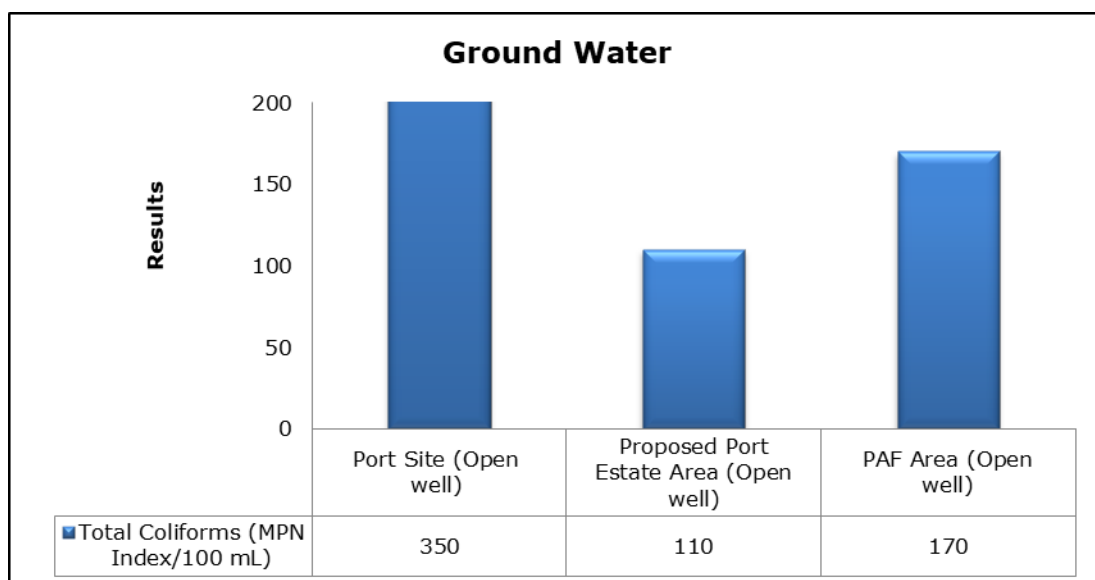 Ground Water
Results
200
150
100
50
0
Port Site (Open
well)
Proposed Port
Estate Area (Open
well)
PAF Area (Open
well)
Total Coliforms (MPN
Index/100 mL)
350
110
170